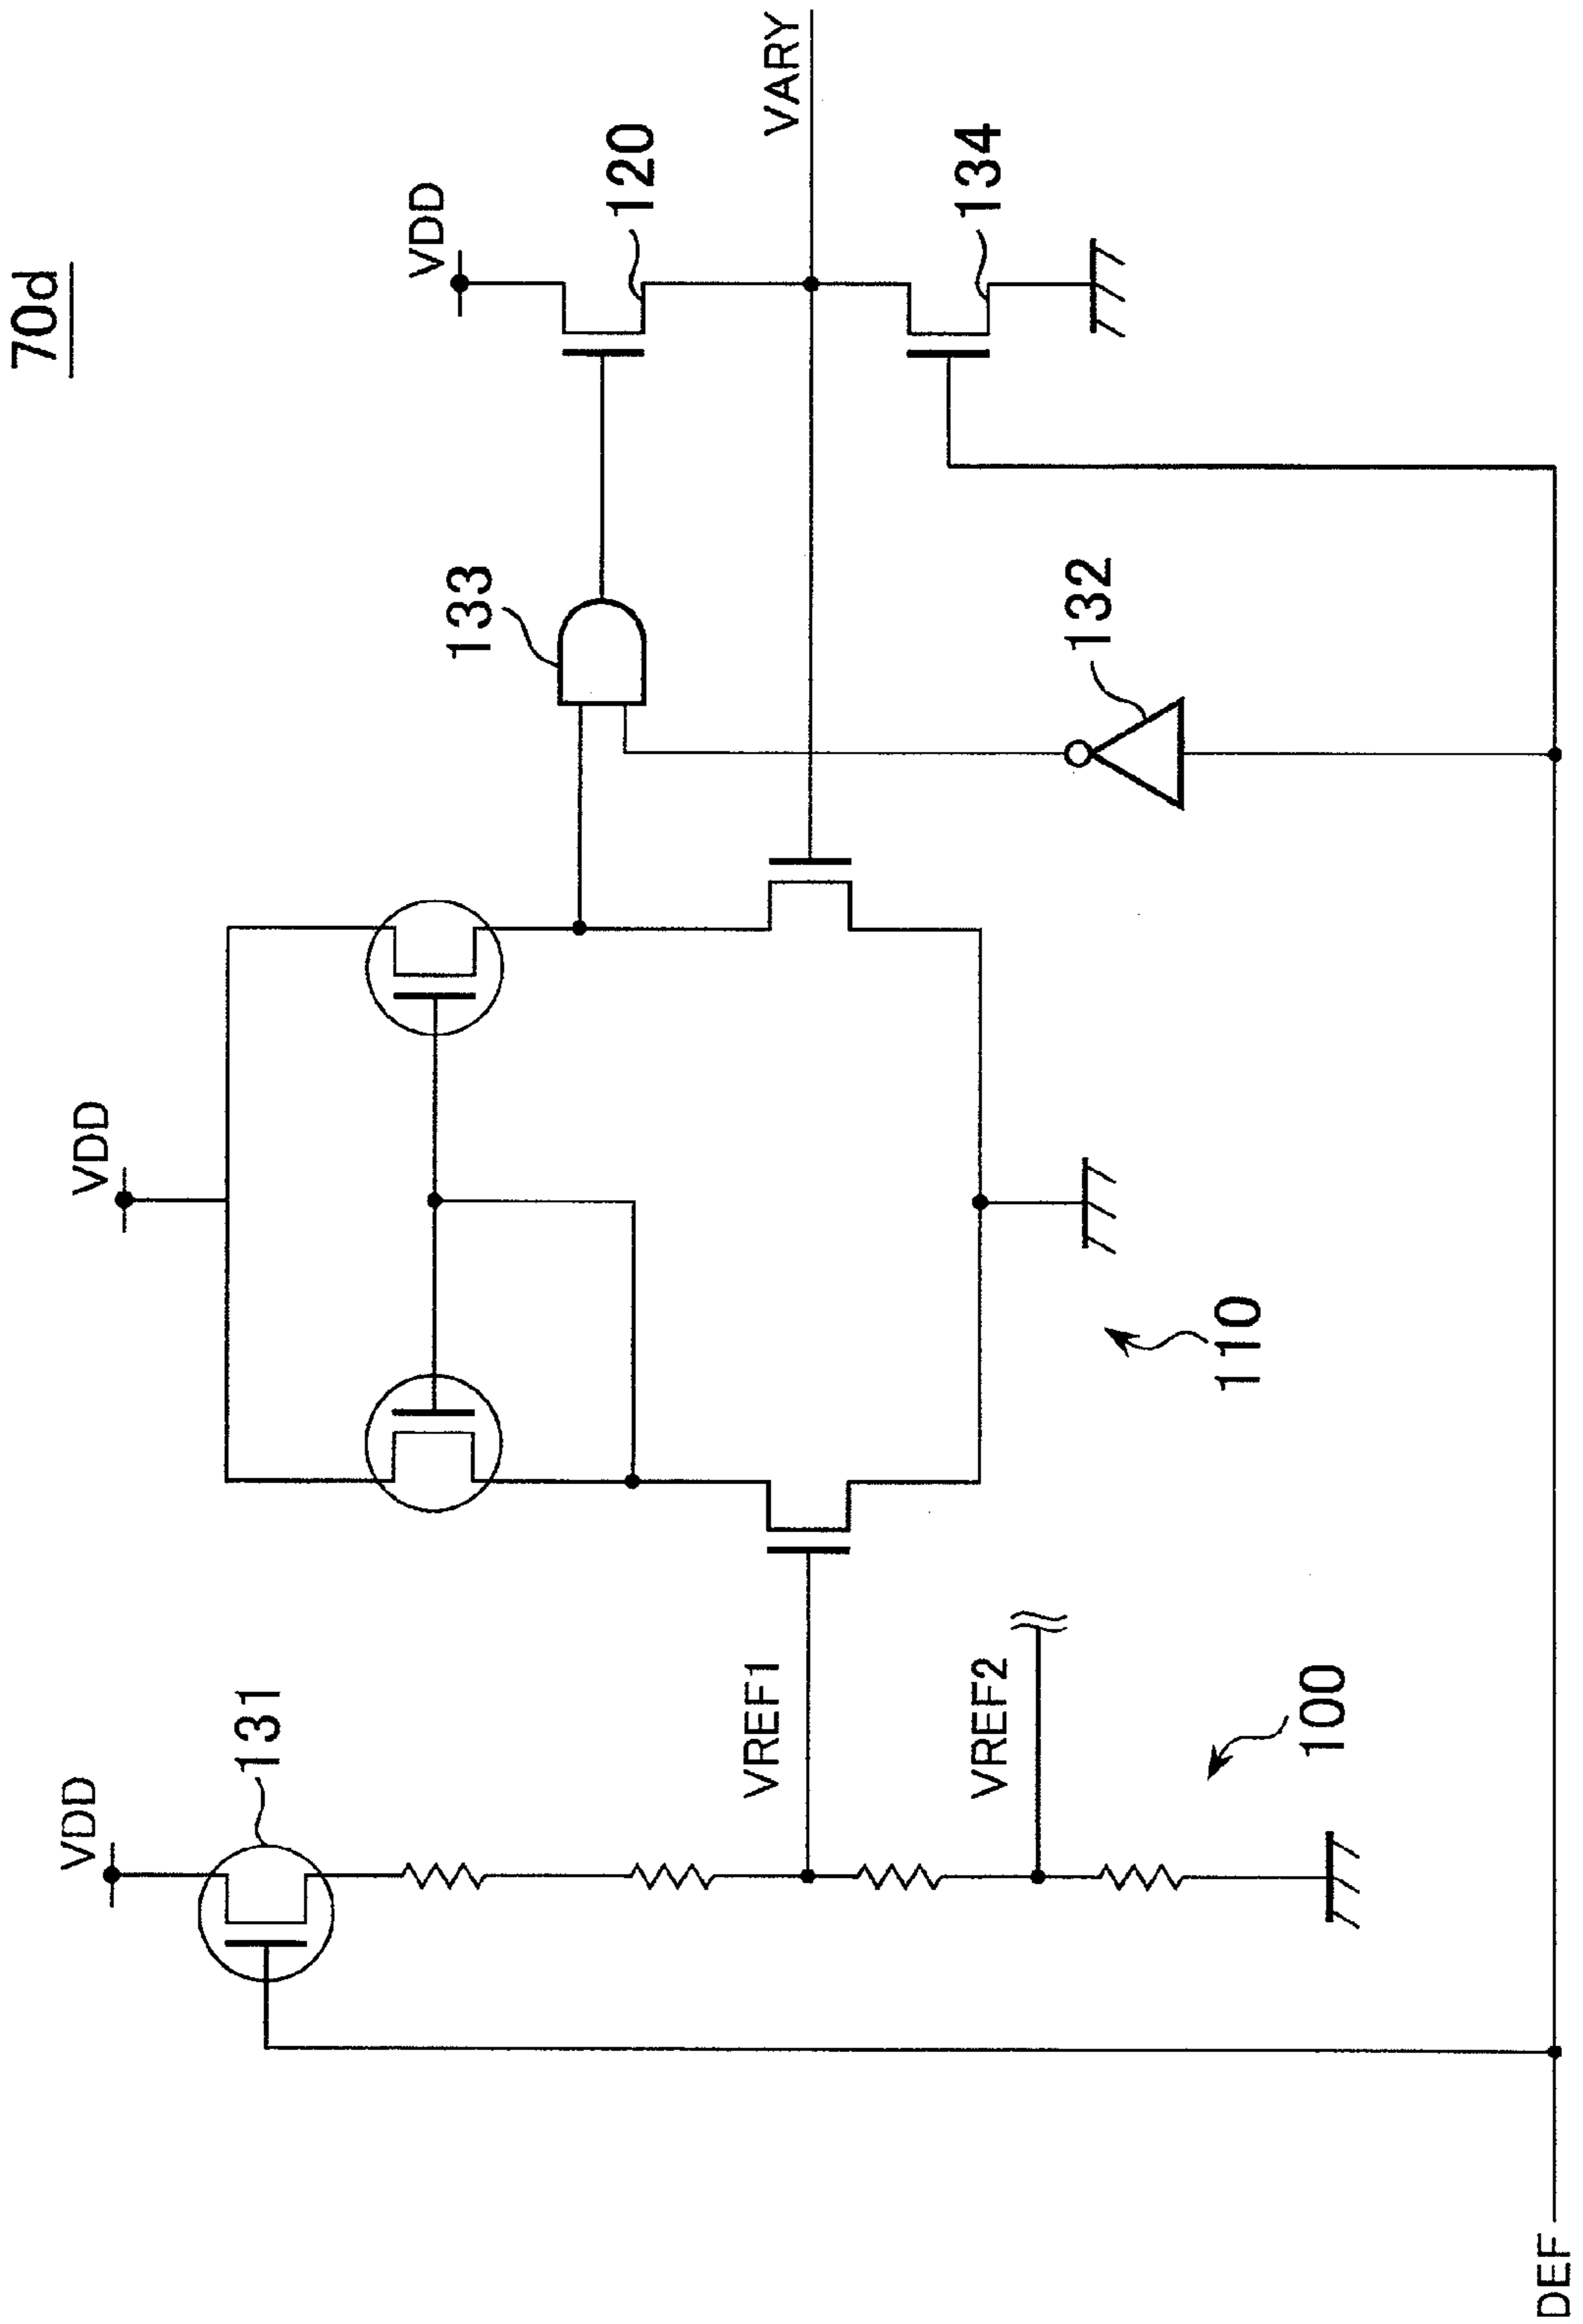 70d
VDD
VDD
VDD
131
133
120
VARY
VREF1
134
VREF2
132
110
100
DEF